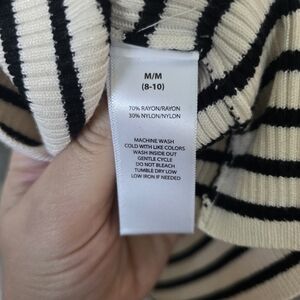 M/M
(8-10)
70% RAYON/RAYON
30% NYLON/NYLON
MACHINE WASH
COLD WITH LIKE COLORS
WASH INSIDE OUT
GENTLE CYCLE
DO NOT BLEACH
TUMBLE DRY LOW
LOW IRON IF NEEDED